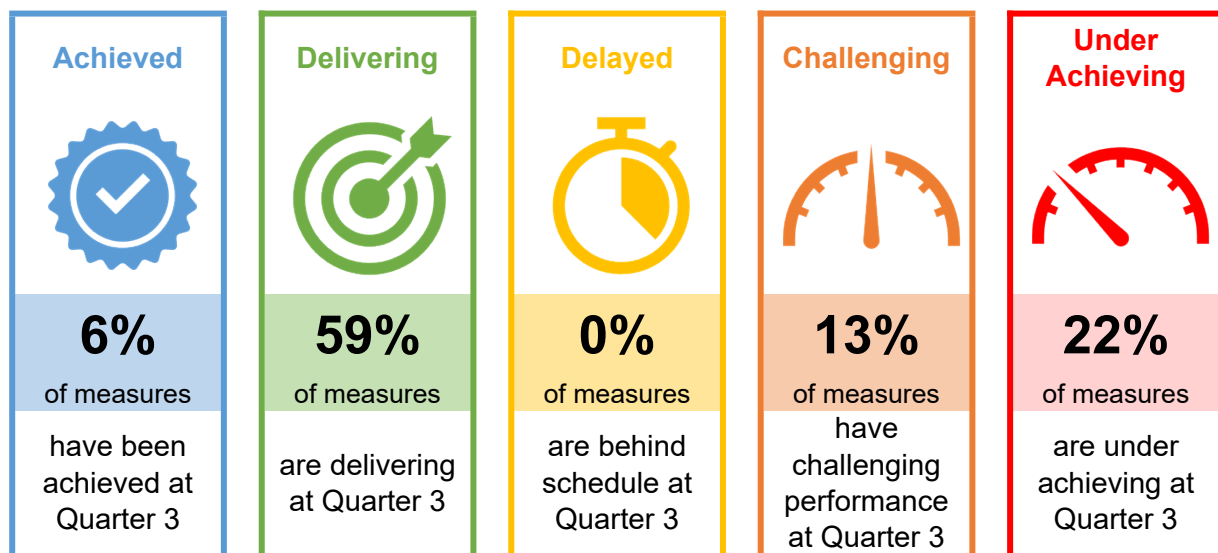 Achieved
6%
of measures
have been
achieved at
Quarter 3
Delivering
59%
of measures
are delivering
at Quarter 3
Delayed
0%
of measures
are behind
schedule at
Quarter 3
Challenging
13%
of measures
have
challenging
performance
at Quarter 3
Under
Achieving
22%
of measures
are under
achieving at
Quarter 3